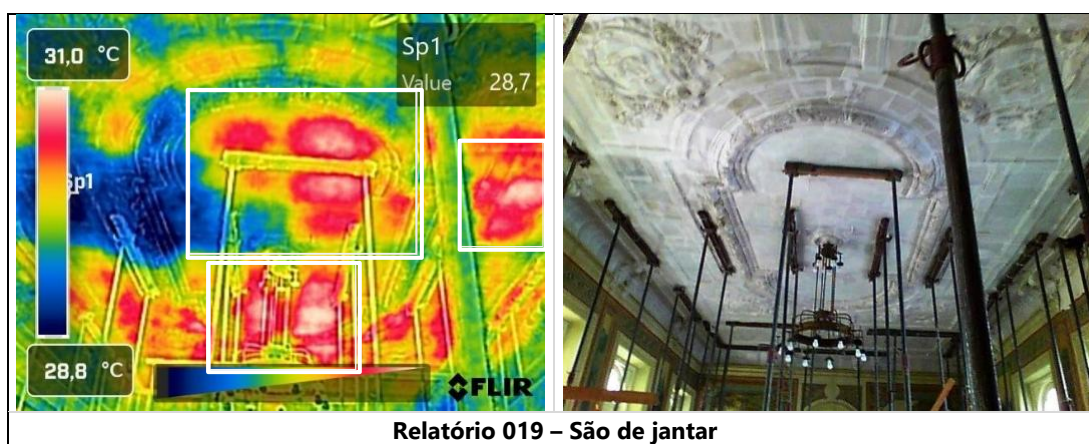 31,0 °C
Sp1
Value 28,7
Sp1
28,8 °C
FLIR
Relatório 019 – São de jantar